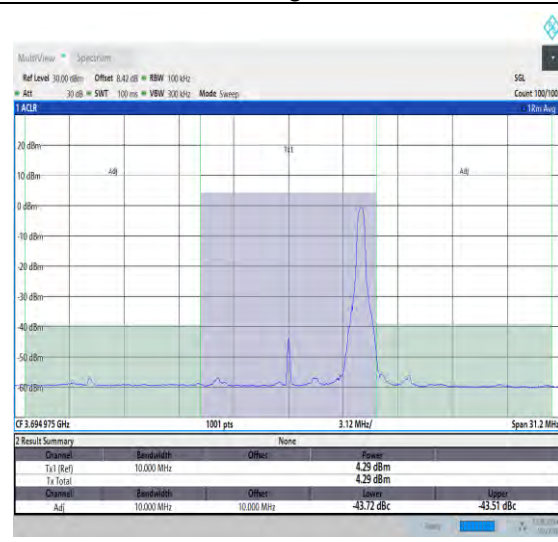 MultiView Spectrum
Ref Level 30.00 dBm Offset 8.42 dB RBW 100 kHz SGL
Att 30 dB SWT 100 ms VBW 300 kHz Mode Sweep Count 100/100
1 ACLR 1Rm Avg
Tx1
20 dBm
Adj Adj
10 dBm
0 dBm
-10 dBm
-20 dBm
-30 dBm
-40 dBm
-50 dBm
-60 dBm
CF 3.694 975 GHz 1001 pts 3.12 MHz/ Span 31.2 MHz
2 Result Summary None
Channel Bandwidth Offset Power
Tx1 (Ref) 10.000 MHz 4.29 dBm
Tx Total 4.29 dBm
Channel Bandwidth Offset Lower Upper
Adj 10.000 MHz 10.000 MHz -43.72 dBc -43.51 dBc